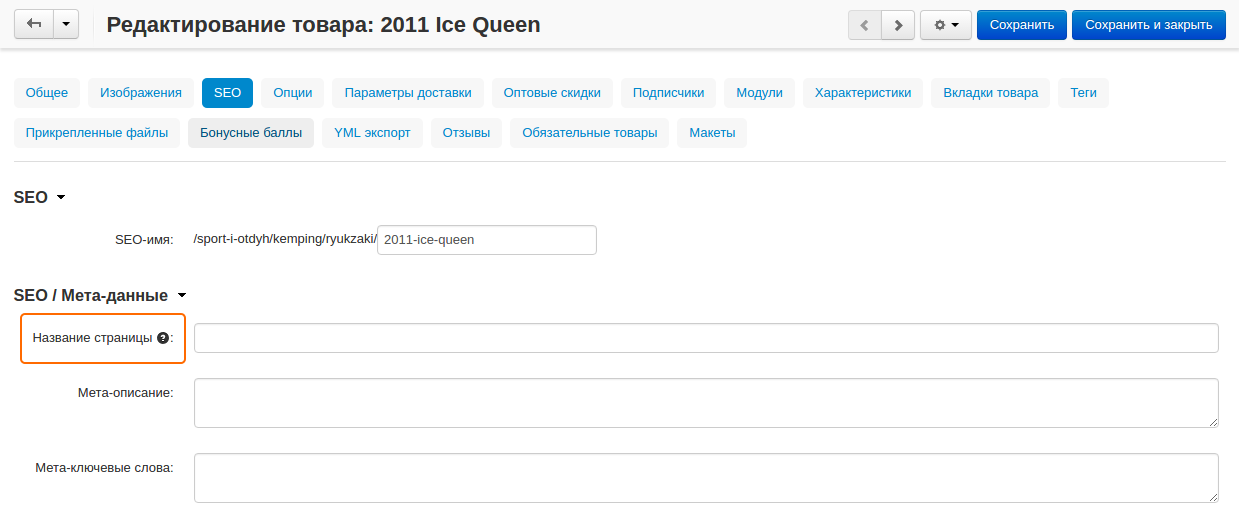 Редактирование товара: 2011 Ice Queen Сохранить Сохранить и закрыть
Общее Изображения SEO Опции Параметры доставки Оптовые скидки Подписчики Модули Характеристики Вкладки товара Теги
Прикрепленные файлы Бонусные баллы YML экспорт Отзывы Обязательные товары Макеты
SEO
SEO-имя: /sport-i-otdyh/kemping/ryukzaki/ 2011-ice-queen
SEO / Мета-данные
Название страницы ?:
Мета-описание:
Мета-ключевые слова: